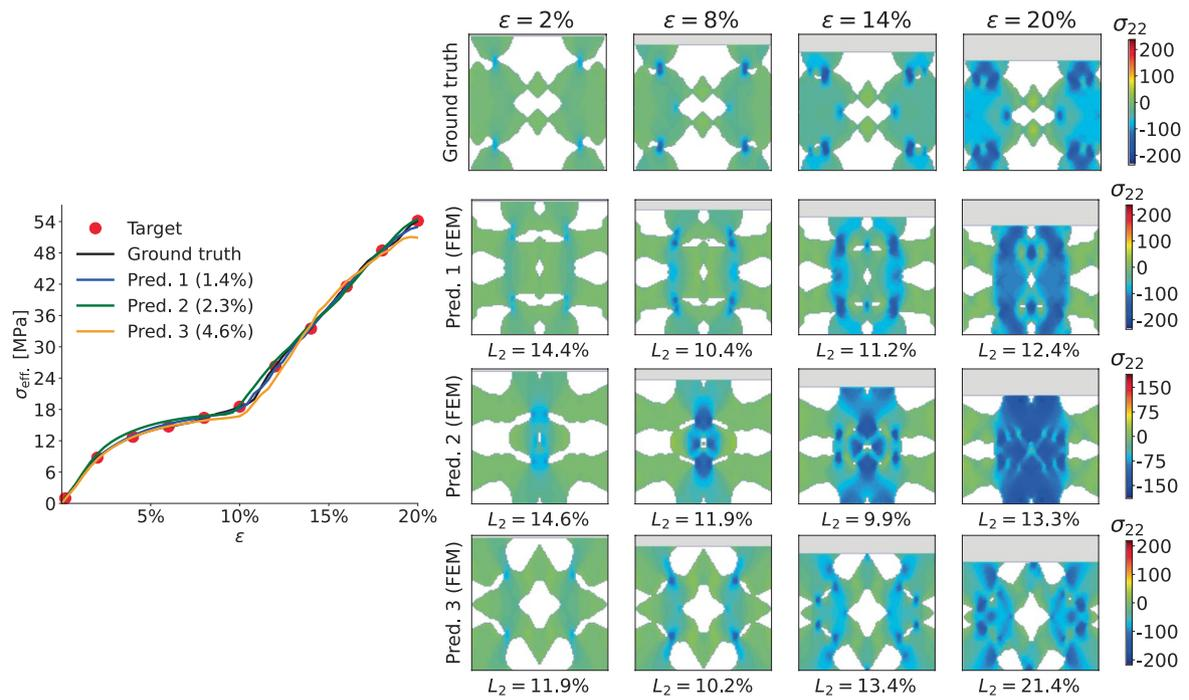 ε = 2% ε = 8% ε = 14% ε = 20%
σ22
Ground truth
200
100
0
-100
-200
σeff. [MPa]
54
48
42
36
30
24
18
12
6
0
5% 10% 15% 20%
ε
Target
Ground truth
Pred. 1 (1.4%)
Pred. 2 (2.3%)
Pred. 3 (4.6%)
Pred. 1 (FEM)
σ22
200
100
0
-100
-200
L2 = 14.4% L2 = 10.4% L2 = 11.2% L2 = 12.4%
Pred. 2 (FEM)
σ22
150
75
0
-75
-150
L2 = 14.6% L2 = 11.9% L2 = 9.9% L2 = 13.3%
Pred. 3 (FEM)
σ22
200
100
0
-100
-200
L2 = 11.9% L2 = 10.2% L2 = 13.4% L2 = 21.4%